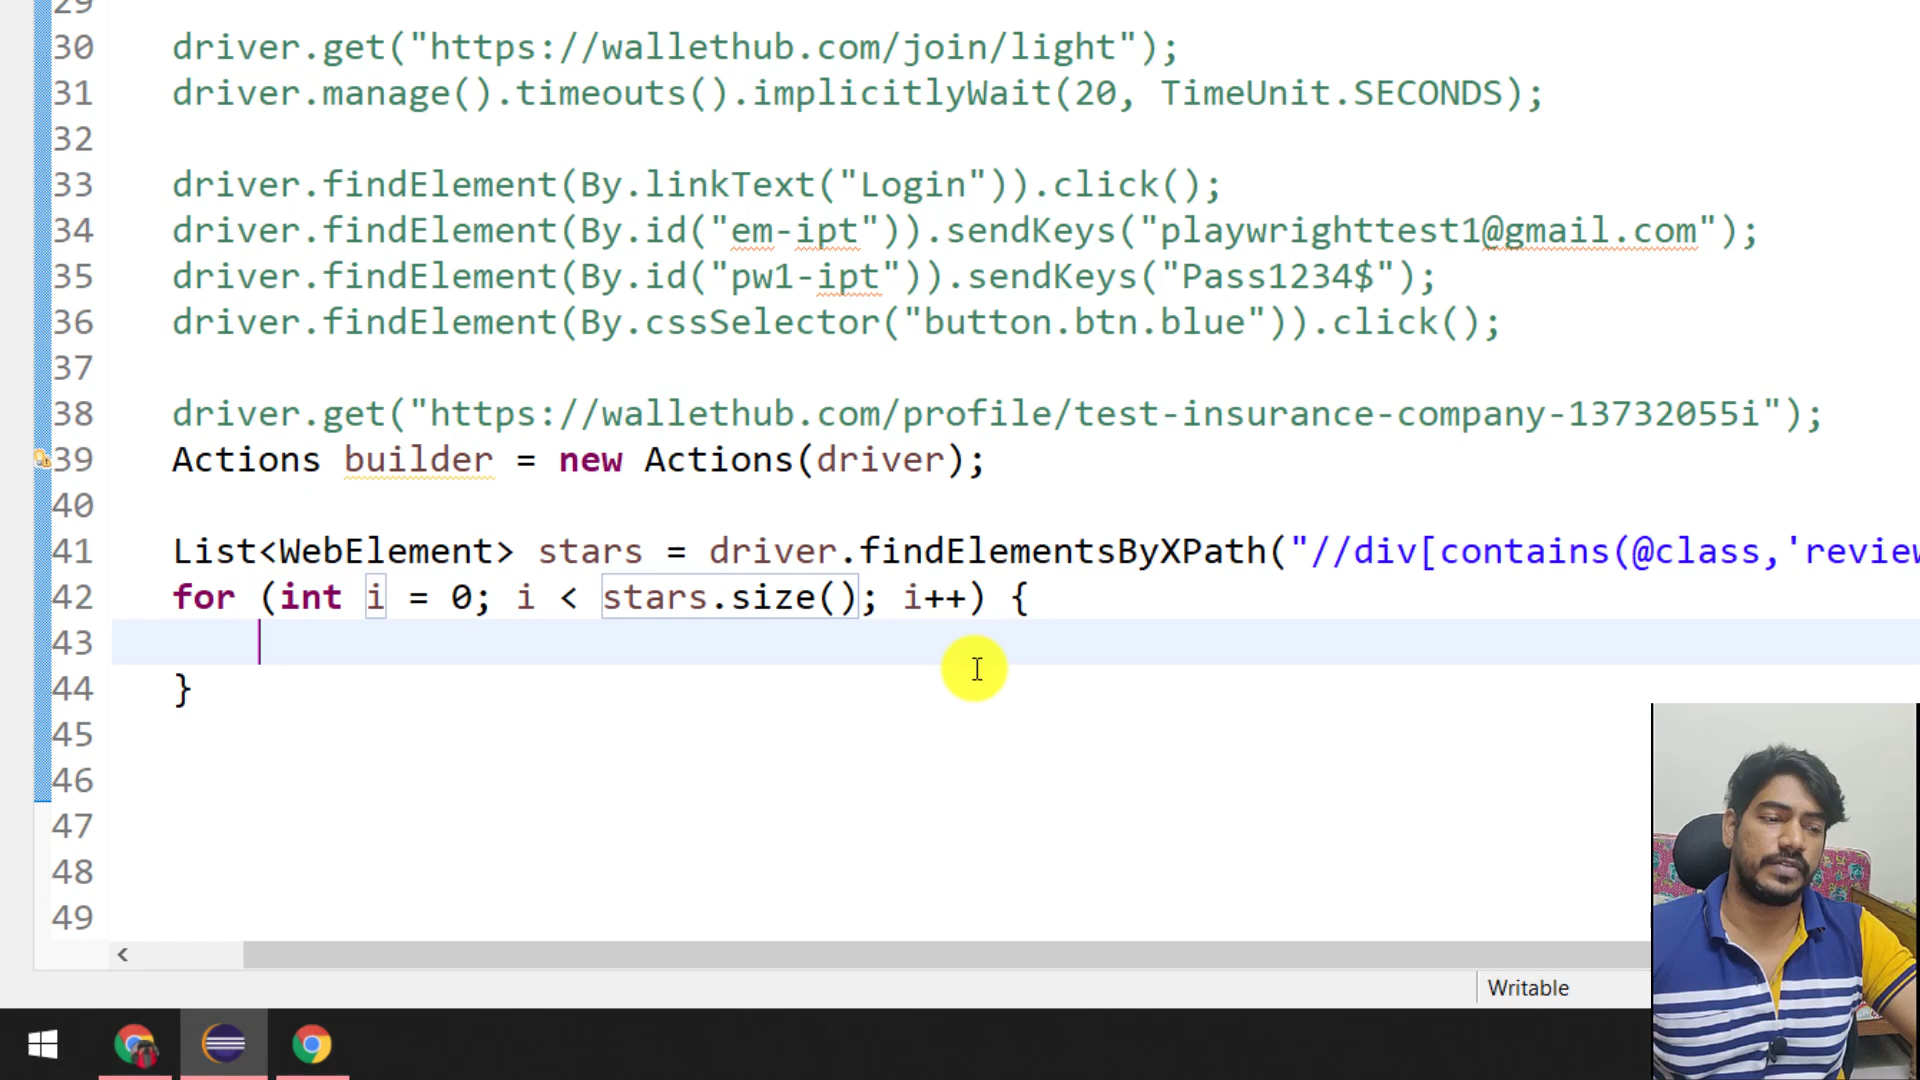 29
30 driver.get("https://wallethub.com/join/light");
31 driver.manage().timeouts().implicitlyWait(20, TimeUnit.SECONDS);
32
33 driver.findElement(By.linkText("Login")).click();
34 driver.findElement(By.id("em-ipt")).sendKeys("playwrighttest1@gmail.com");
35 driver.findElement(By.id("pw1-ipt")).sendKeys("Pass1234$");
36 driver.findElement(By.cssSelector("button.btn.blue")).click();
37
38 driver.get("https://wallethub.com/profile/test-insurance-company-13732055i");
39 Actions builder = new Actions(driver);
40
41 List<WebElement> stars = driver.findElementsByXPath("//div[contains(@class,'review
42 for (int i = 0; i < stars.size(); i++) {
43
44 }
45
46
47
48
49
Writable